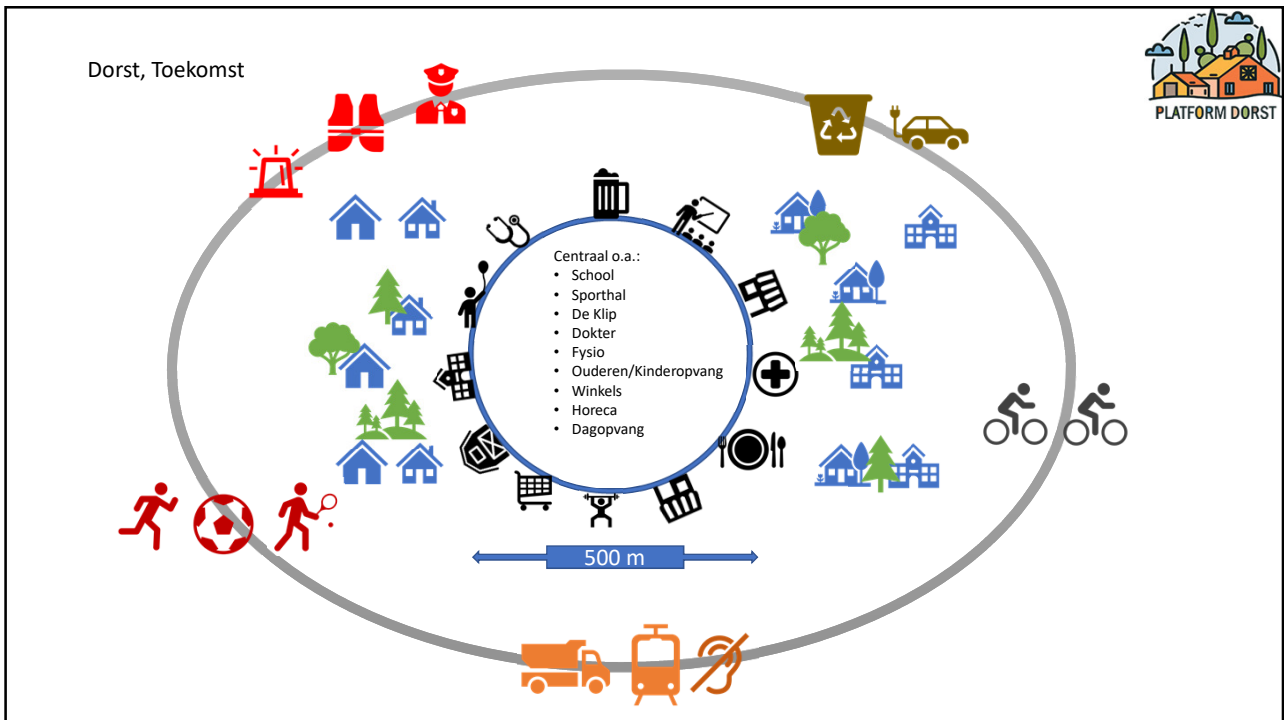 Dorst, Toekomst
PLATFORM DORST
Centraal o.a.:
• School
• Sporthal
• De Klip
• Dokter
• Fysio
• Ouderen/Kinderopvang
• Winkels
• Horeca
• Dagopvang
500 m